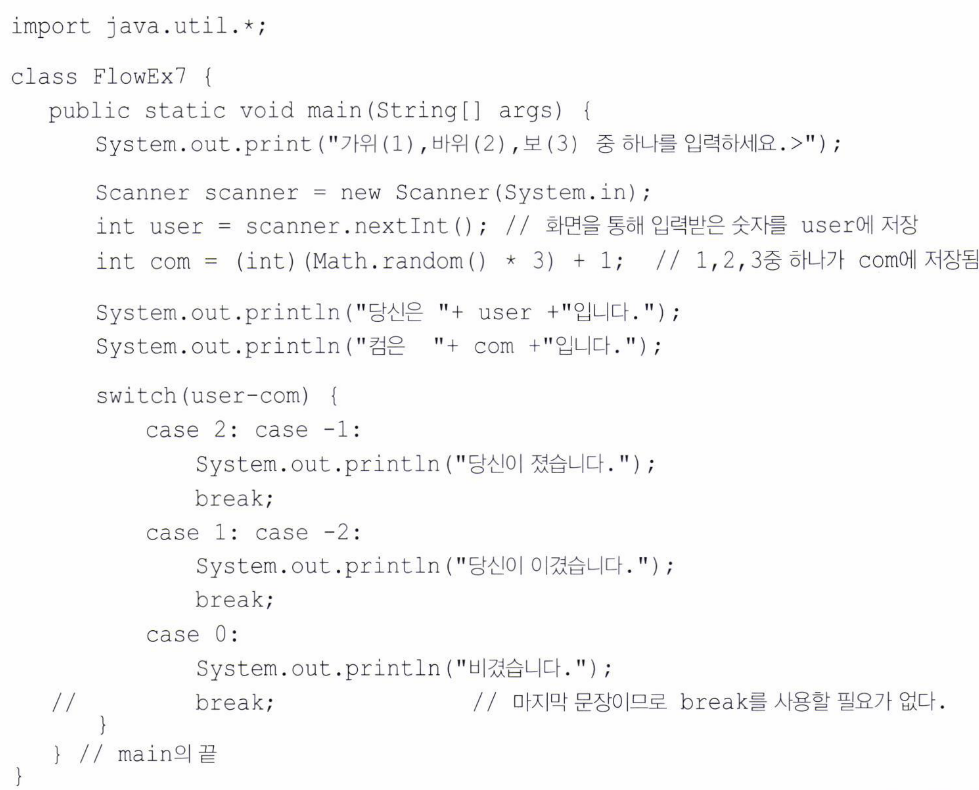 import java.util.*;
class FlowEx7 {
public static void main(String[] args) {
System.out.print("가위(1),바위(2),보(3) 중 하나를 입력하세요.>");
Scanner scanner = new Scanner(System.in);
int user = scanner.nextInt(); // 화면을 통해 입력받은 숫자를 user에 저장
int com = (int)(Math.random() * 3) + 1; // 1,2,3중 하나가 com에 저장됨
System.out.println("당신은 "+ user +"입니다.");
System.out.println("컴은  "+ com +"입니다.");
switch(user-com) {
case 2: case -1:
System.out.println("당신이 졌습니다.");
break;
case 1: case -2:
System.out.println("당신이 이겼습니다.");
break;
case 0:
System.out.println("비겼습니다.");
// break; // 마지막 문장이므로 break를 사용할 필요가 없다.
}
} // main의 끝
}